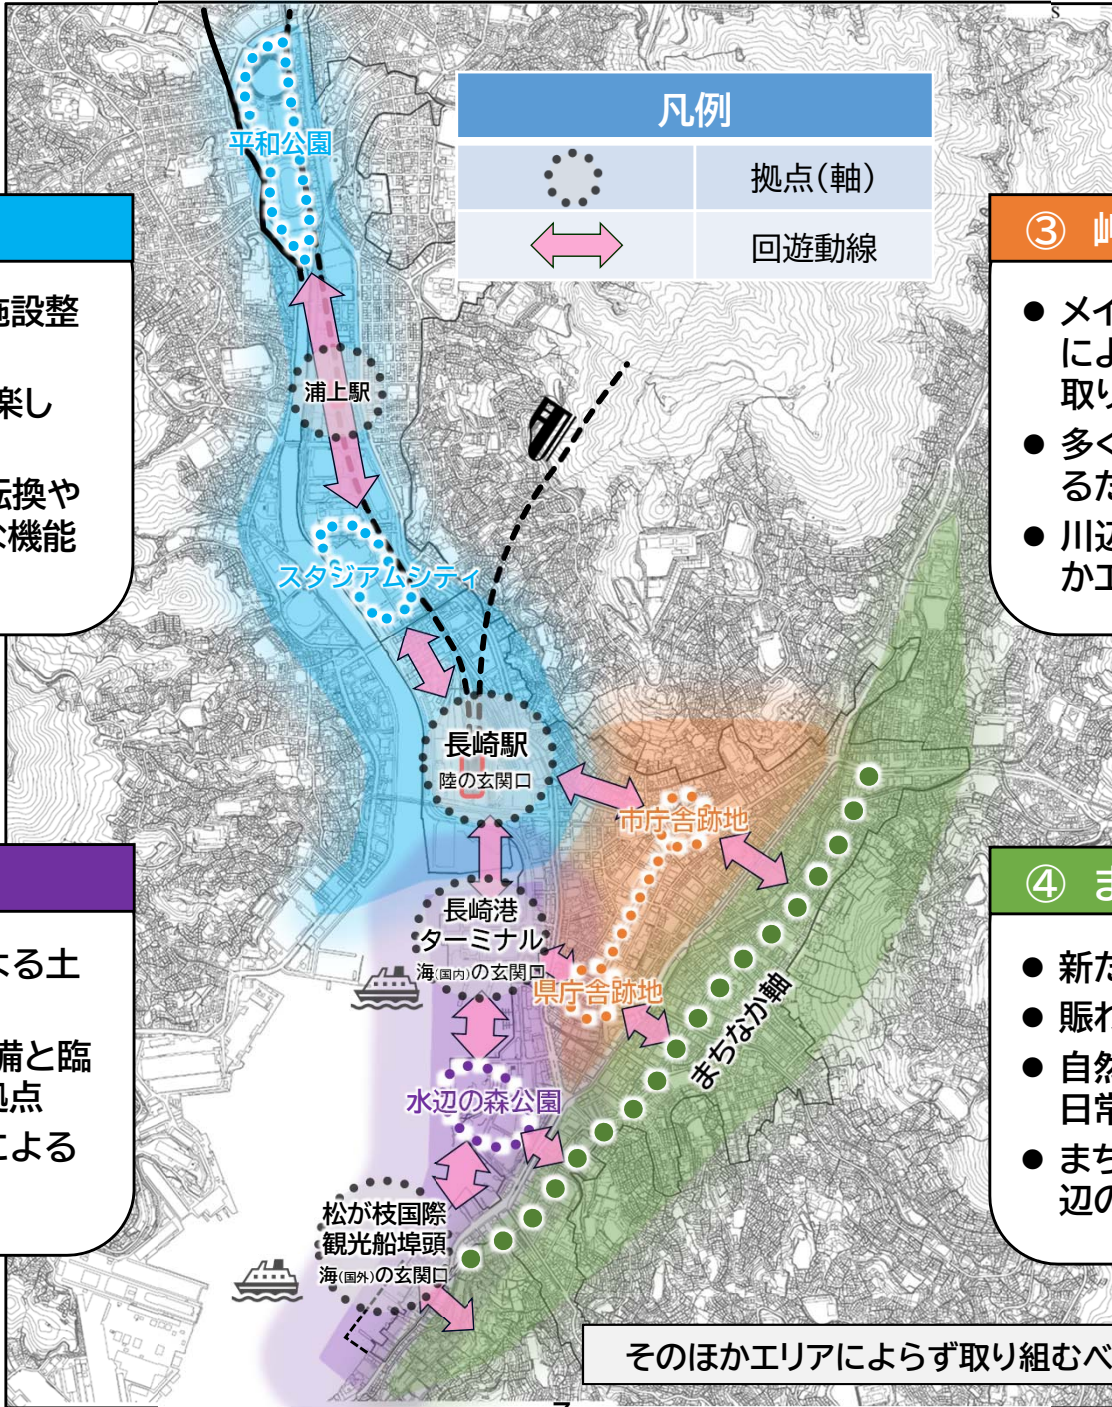 S
平和公園
凡例
拠点(軸)
回遊動線
浦上駅
スタジアムシティ
長崎駅
陸の玄関口
市庁舎跡地
長崎港
ターミナル
海(国内)の玄関口
県庁舎跡地
まちなか軸
水辺の森公園
松が枝国際
観光船埠頭
海(国外)の玄関口
施設整
楽し
転換や
な機能
よる土
備と臨
拠点
による
③
● メイ
によ
取り
● 多く
るた
● 川辺
かエ
④ ま
● 新た
● 賑わ
● 自然
日常
● まち
辺の
そのほかエリアによらず取り組むべ